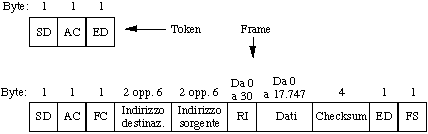 Byte: 1 1 1
SD AC ED Token Frame
Da 0 Da 0
Byte: 1 1 1 2 opp. 6 2 opp. 6 a 30 a 17.747 4 1 1
SD AC FC Indirizzo Indirizzo RI Dati Checksum ED FS
destinaz. sorgente